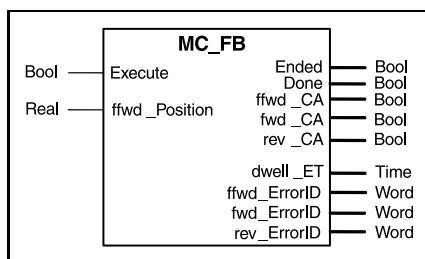 MC_FB
Bool Execute Ended Bool
Done Bool
Real ffwd _Position ffwd _CA Bool
fwd _CA Bool
rev _CA Bool
dwell _ET Time
ffwd_ErrorID Word
fwd_ErrorID Word
rev_ErrorID Word